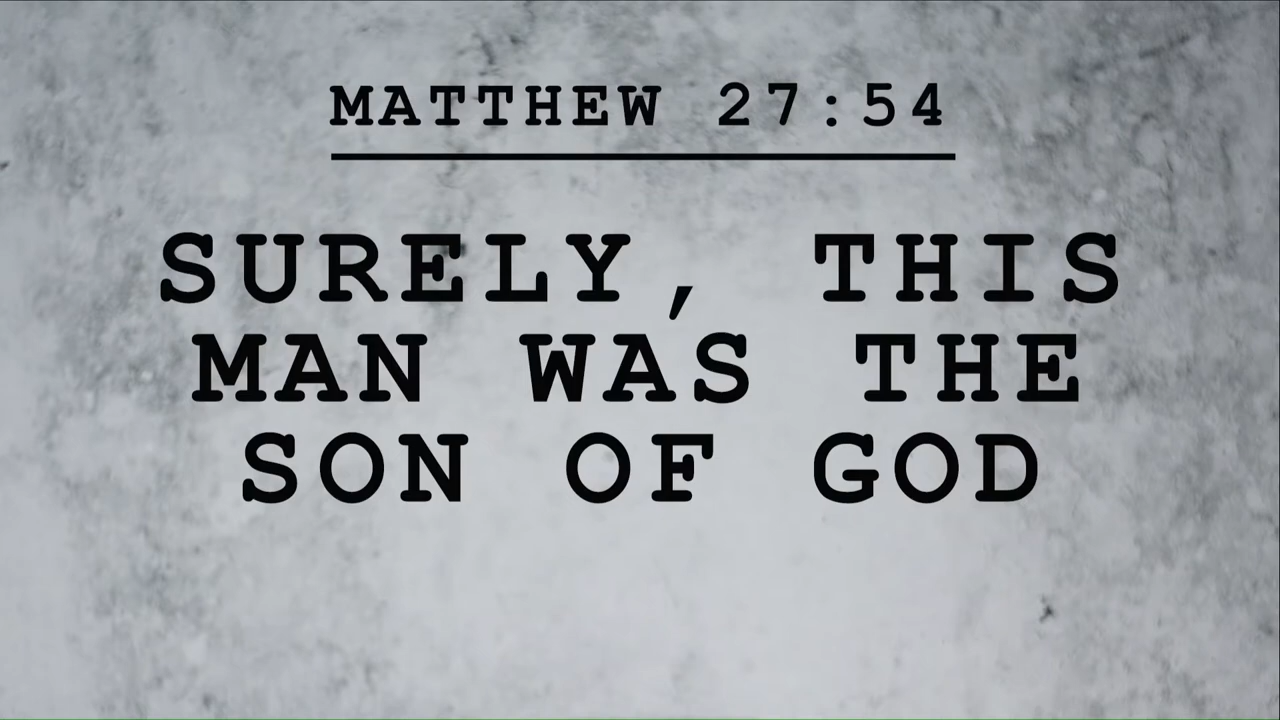 MATTHEW 27:54
SURELY, THIS
MAN WAS THE
SON OF GOD